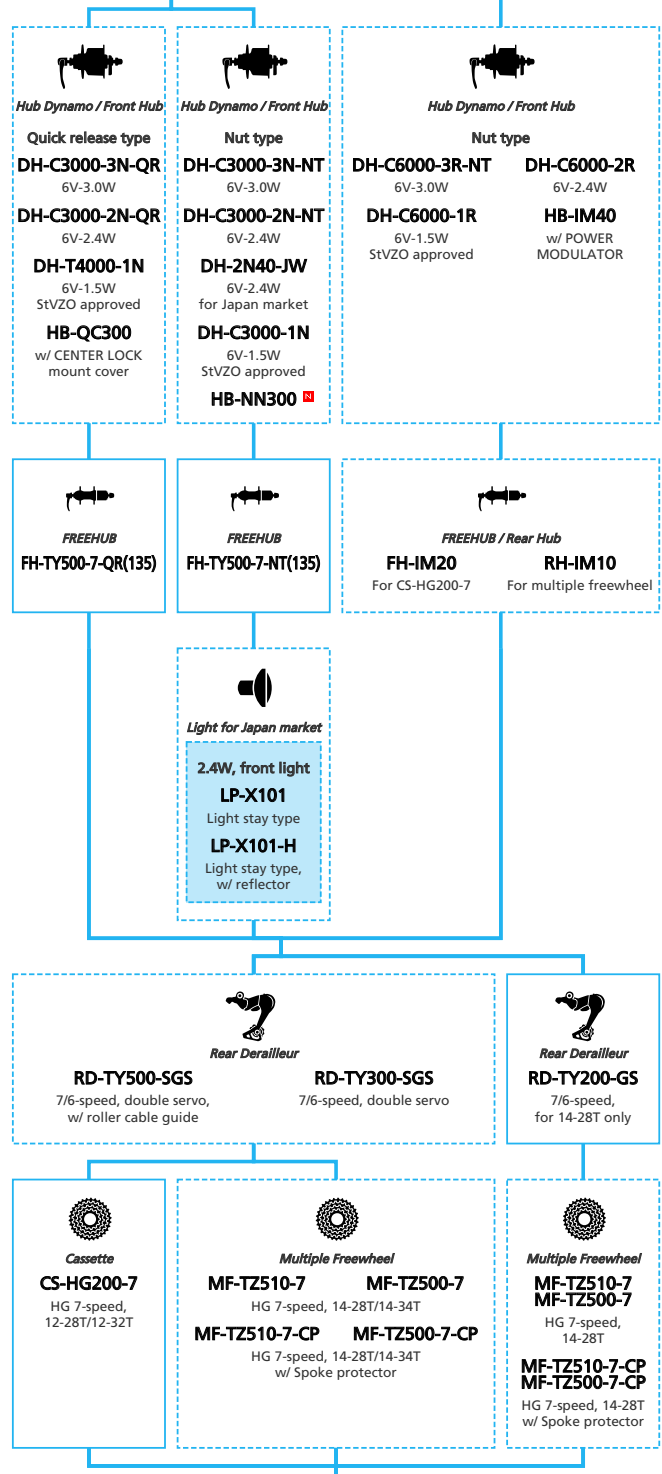 Hub Dynamo / Front Hub
Quick release type
DH-C3000-3N-QR
6V-3.0W
DH-C3000-2N-QR
6V-2.4W
DH-T4000-1N
6V-1.5W
StVZO approved
HB-QC300
w/ CENTER LOCK
mount cover
Hub Dynamo / Front Hub
Nut type
DH-C3000-3N-NT
6V-3.0W
DH-C3000-2N-NT
6V-2.4W
DH-2N40-JW
6V-2.4W
for Japan market
DH-C3000-1N
6V-1.5W
StVZO approved
HB-NN300 N
Hub Dynamo / Front Hub
Nut type
DH-C6000-3R-NT
6V-3.0W
DH-C6000-1R
6V-1.5W
StVZO approved
DH-C6000-2R
6V-2.4W
HB-IM40
w/ POWER
MODULATOR
FREEHUB
FH-TY500-7-QR(135)
FREEHUB
FH-TY500-7-NT(135)
FREEHUB / Rear Hub
FH-IM20
For CS-HG200-7
RH-IM10
For multiple freewheel
Light for Japan market
2.4W, front light
LP-X101
Light stay type
LP-X101-H
Light stay type,
w/ reflector
Rear Derailleur
RD-TY500-SGS
7/6-speed, double servo,
w/ roller cable guide
RD-TY300-SGS
7/6-speed, double servo
Rear Derailleur
RD-TY200-GS
7/6-speed,
for 14-28T only
Cassette
CS-HG200-7
HG 7-speed,
12-28T/12-32T
Multiple Freewheel
MF-TZ510-7 MF-TZ500-7
HG 7-speed, 14-28T/14-34T
MF-TZ510-7-CP MF-TZ500-7-CP
HG 7-speed, 14-28T/14-34T
w/ Spoke protector
Multiple Freewheel
MF-TZ510-7
MF-TZ500-7
HG 7-speed,
14-28T
MF-TZ510-7-CP
MF-TZ500-7-CP
HG 7-speed, 14-28T
w/ Spoke protector